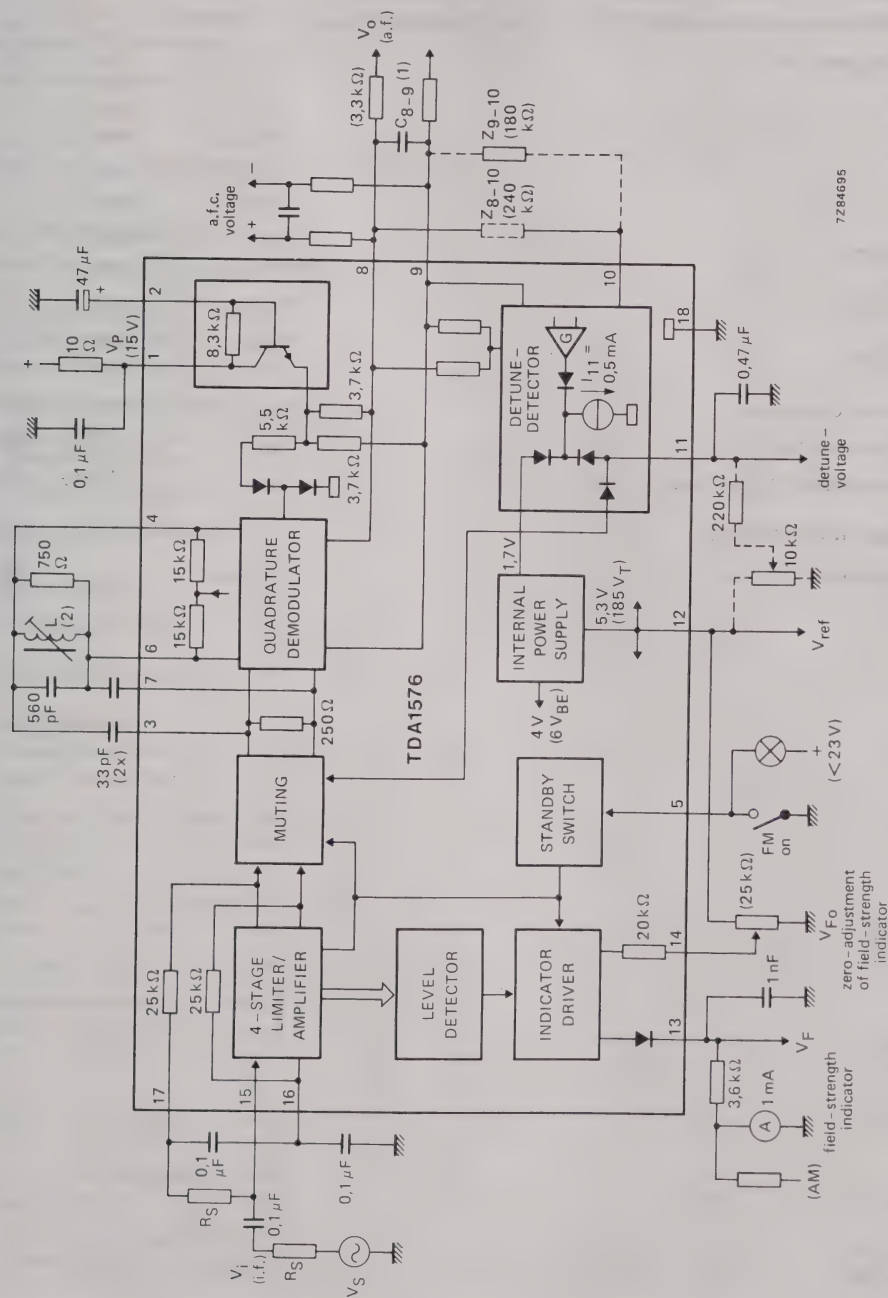 17
25 kΩ
25 kΩ
15
16
0,1
μF
0,1 μF
R_S
V_i
(i.f.)
0,1 μF
R_S
V_S
4-STAGE
LIMITER/
AMPLIFIER
LEVEL
DETECTOR
INDICATOR
DRIVER
20 kΩ
14
13
V_F
1 nF
3,6 kΩ
A
1 mA
(AM)
field-strength
indicator
(25 kΩ)
V_Fo
zero-adjustment
of field-strength
indicator
MUTING
TDA1576
STANDBY
SWITCH
5
FM
on
+
(<23V)
33 pF
(2x)
3
7
560
pF
L
(2)
750
Ω
6
4
15 kΩ
15 kΩ
250 Ω
QUADRATURE
DEMODULATOR
5,5
kΩ
3,7 kΩ
3,7 kΩ
8,3 kΩ
0,1 μF
+
10
Ω
V_P
(15 V)
1
47 μF
+
2
INTERNAL
POWER
SUPPLY
4 V
(6 V_BE)
5,3 V
(185 V_T)
1,7 V
12
V_ref
10 kΩ
220 kΩ
DETUNE-
DETECTOR
G
I_11 =
0,5 mA
11
detune-
voltage
0,47 μF
18
a.f.c.
voltage
+
−
8
9
10
(3,3 kΩ)
V_o
(a.f.)
C_8-9 (1)
Z_8-10
(240
kΩ)
Z_9-10
(180
kΩ)
7Z84695